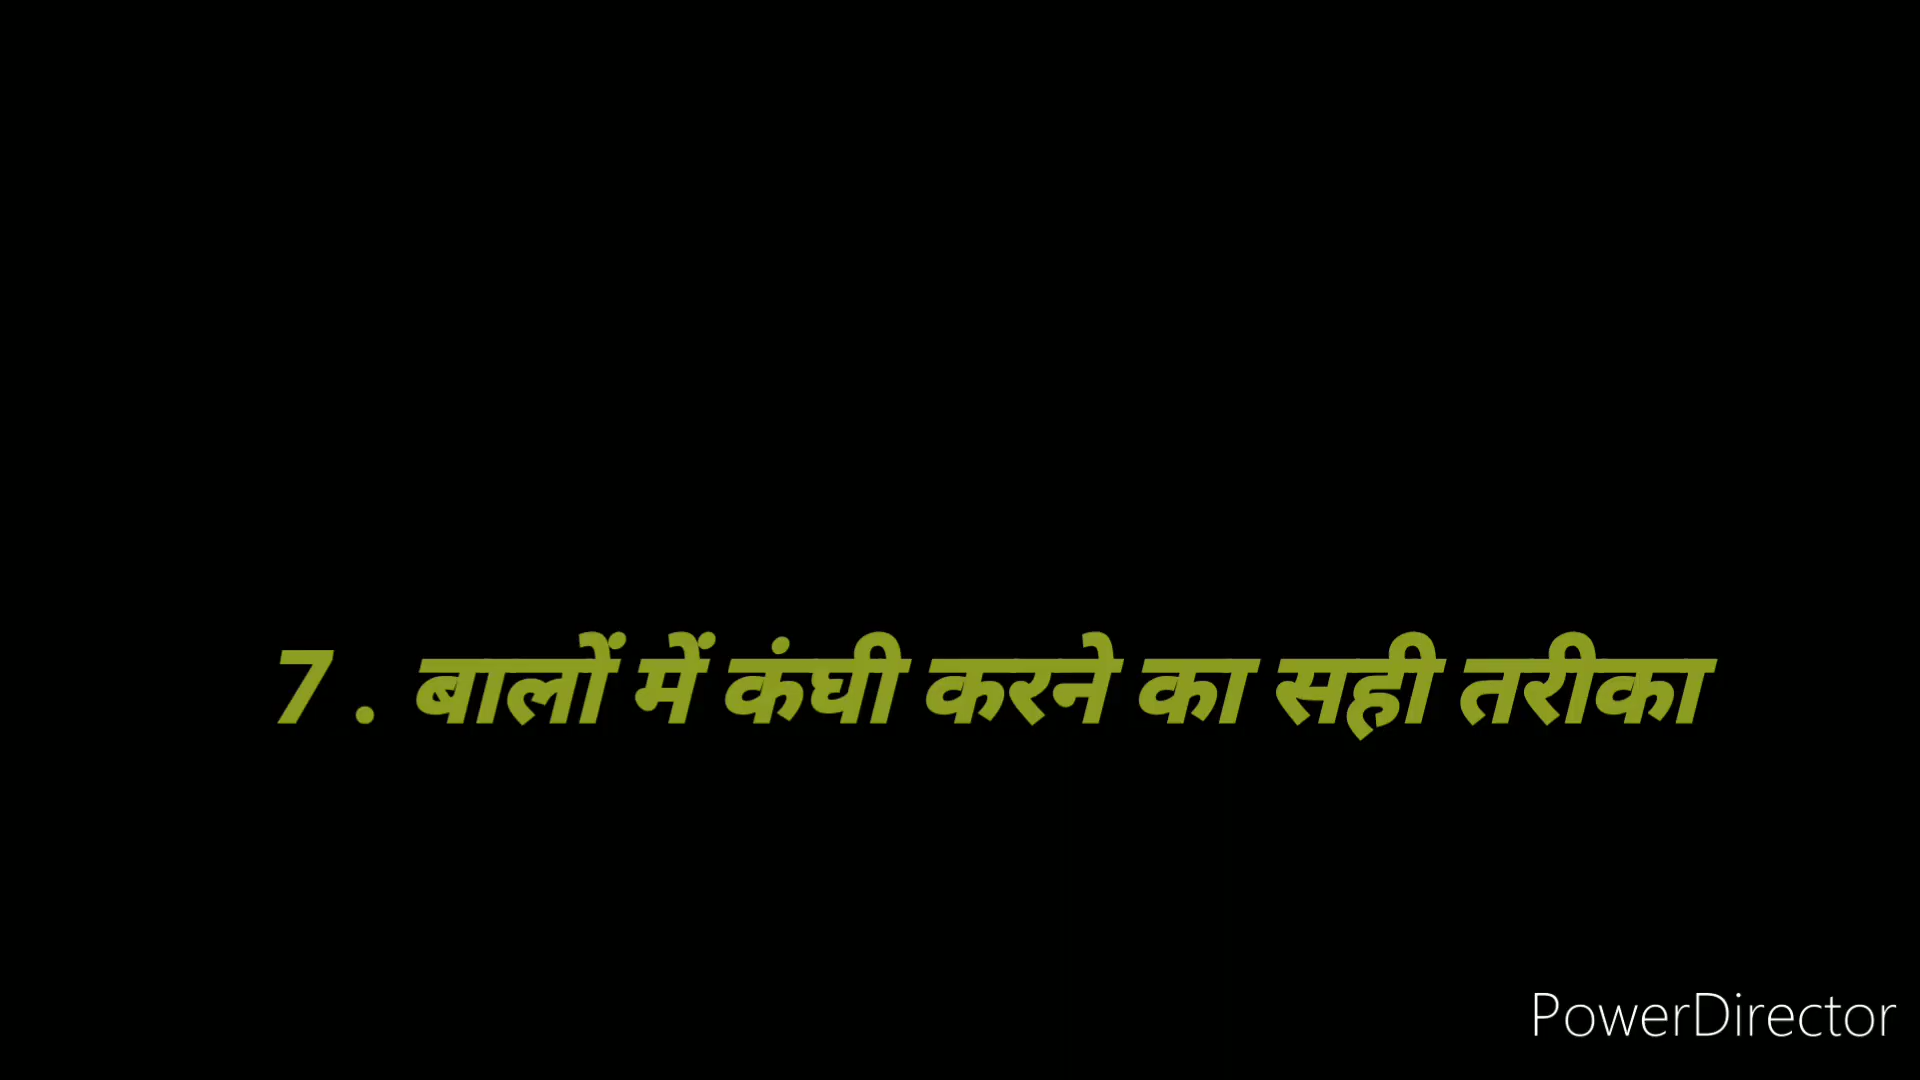 7 . बालों में कंघी करने का सही तरीका
PowerDirector